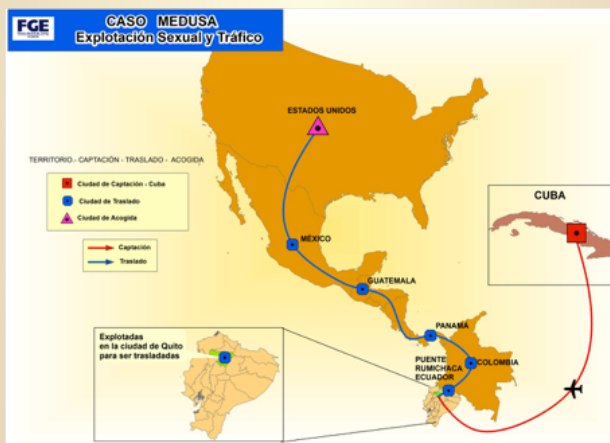 FGE
CASO MEDUSA
Explotación Sexual y Tráfico
ESTADOS UNIDOS
TERRITORIO.- CAPTACIÓN - TRASLADO - ACOGIDA
Ciudad de Captación - Cuba
Ciudad de Traslado
Ciudad de Acogida
Captación
Traslado
CUBA
MÉXICO
GUATEMALA
PANAMÁ
COLOMBIA
PUENTE
RUMICHACA
ECUADOR
Explotadas
en la ciudad de Quito
para ser trasladadas